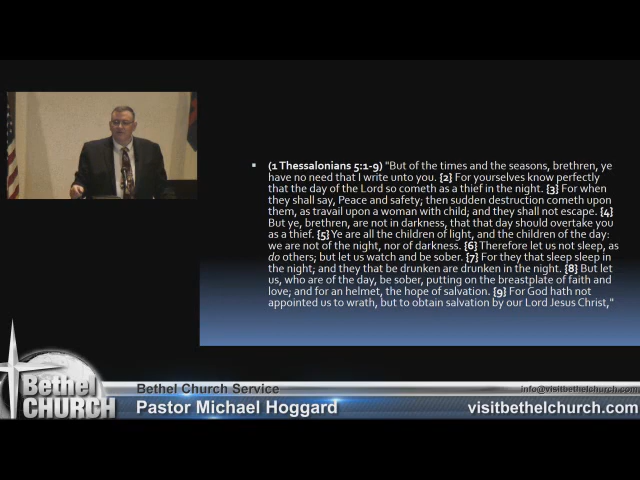 (1 Thessalonians 5:1-9) "But of the times and the seasons, brethren, ye
have no need that I write unto you. {2} For yourselves know perfectly
that the day of the Lord so cometh as a thief in the night. {3} For when
they shall say, Peace and safety; then sudden destruction cometh upon
them, as travail upon a woman with child; and they shall not escape. {4}
But ye, brethren, are not in darkness, that that day should overtake you
as a thief. {5} Ye are all the children of light, and the children of the day:
we are not of the night, nor of darkness. {6} Therefore let us not sleep, as
do others; but let us watch and be sober. {7} For they that sleep sleep in
the night; and they that be drunken are drunken in the night. {8} But let
us, who are of the day, be sober, putting on the breastplate of faith and
love; and for an helmet, the hope of salvation. {9} For God hath not
appointed us to wrath, but to obtain salvation by our Lord Jesus Christ,"
Bethel
CHURCH
Bethel Church Service
info@visitbethelchurch.com
Pastor Michael Hoggard
visitbethelchurch.com